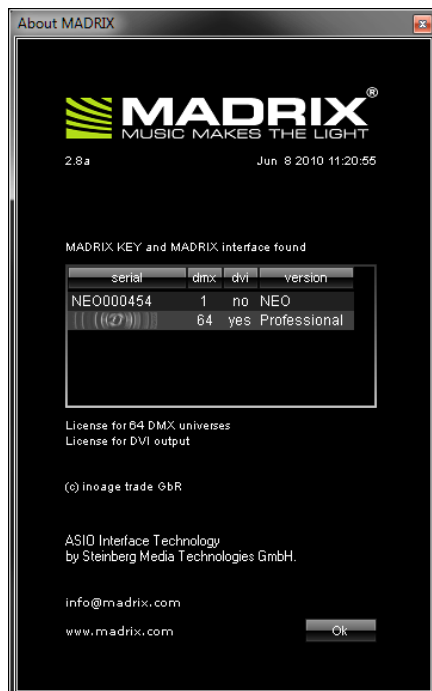 About MADRIX
MADRIX®
MUSIC MAKES THE LIGHT
2.8a Jun 8 2010 11:20:55
MADRIX KEY and MADRIX interface found
serial dmx dvi version
NEO000454 1 no NEO
64 yes Professional
License for 64 DMX universes
License for DVI output
(c) inoage trade GbR
ASIO Interface Technology
by Steinberg Media Technologies GmbH.
info@madrix.com
www.madrix.com Ok